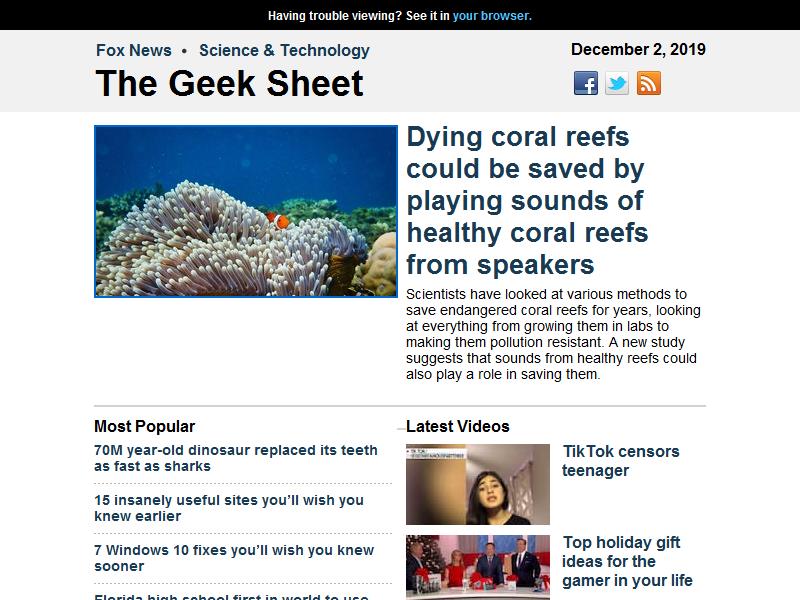 Having trouble viewing? See it in your browser.
Fox News • Science & Technology
December 2, 2019
The Geek Sheet
Dying coral reefs
could be saved by
playing sounds of
healthy coral reefs
from speakers
Scientists have looked at various methods to
save endangered coral reefs for years, looking
at everything from growing them in labs to
making them pollution resistant. A new study
suggests that sounds from healthy reefs could
also play a role in saving them.
Most Popular
70M year-old dinosaur replaced its teeth
as fast as sharks
15 insanely useful sites you’ll wish you
knew earlier
7 Windows 10 fixes you’ll wish you knew
sooner
Florida high school first in world to use
Latest Videos
TikTok censors
teenager
Top holiday gift
ideas for the
gamer in your life